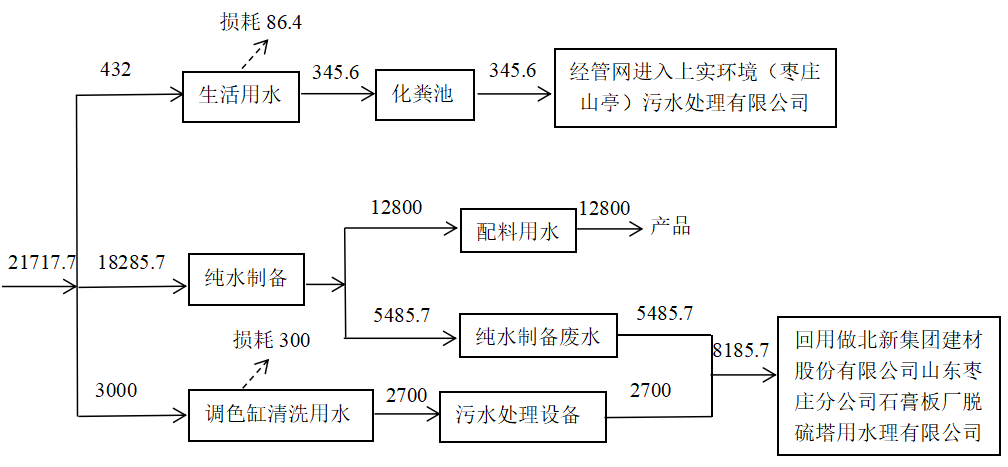 损耗 86.4
432
生活用水
345.6
化粪池
345.6
经管网进入上实环境（枣庄
山亭）污水处理有限公司
21717.7
18285.7
纯水制备
12800
配料用水
12800
产品
5485.7
纯水制备废水
5485.7
损耗 300
3000
调色缸清洗用水
2700
污水处理设备
2700
8185.7
回用做北新集团建材
股份有限公司山东枣
庄分公司石膏板厂脱
硫塔用水理有限公司